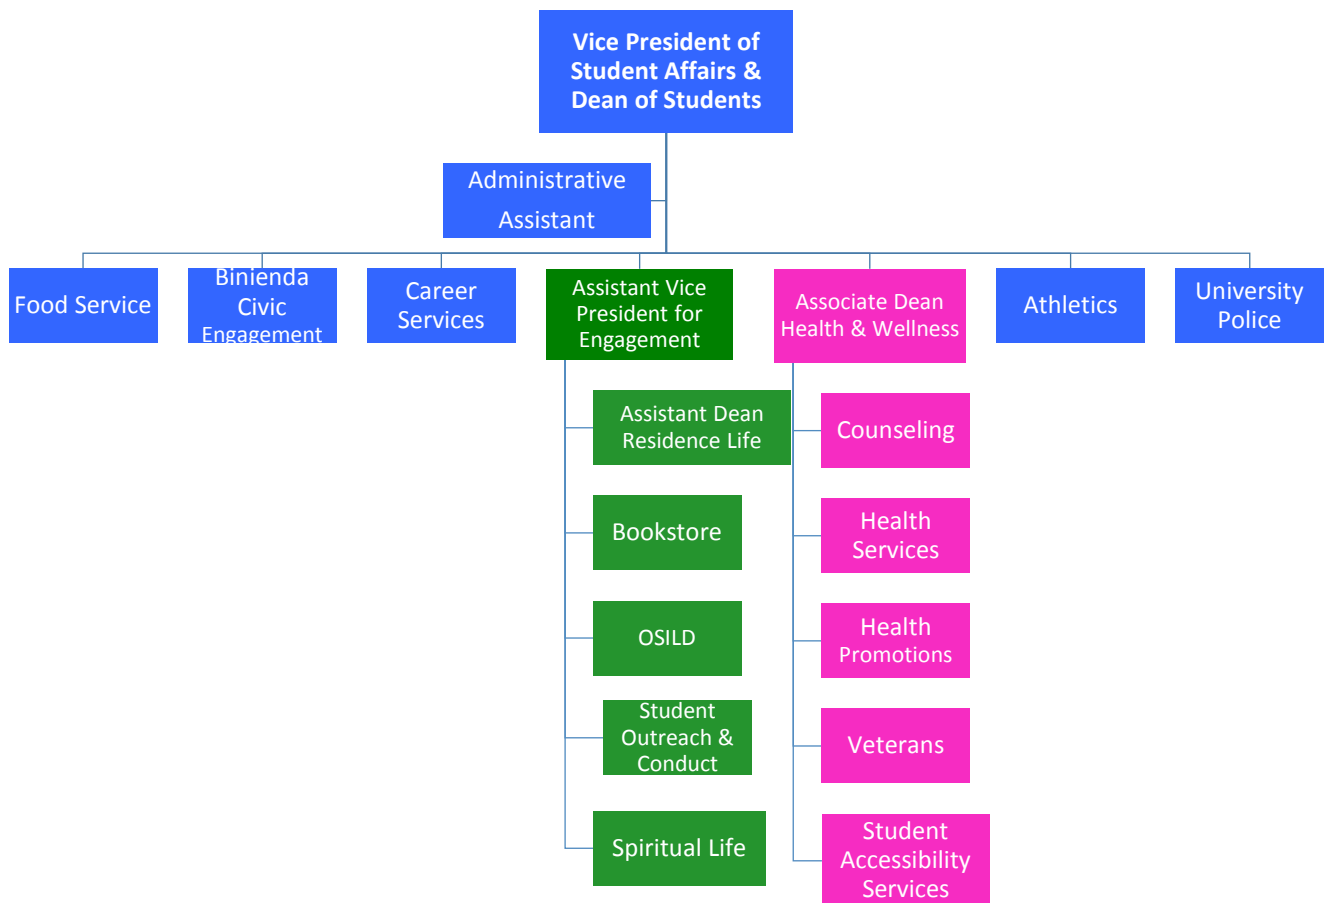 Vice President of
Student Affairs &
Dean of Students
Administrative
Assistant
Food Service
Binienda
Civic
Engagement
Career
Services
Assistant Vice
President for
Engagement
Associate Dean
Health & Wellness
Athletics
University
Police
Assistant Dean
Residence Life
Bookstore
OSILD
Student
Outreach &
Conduct
Spiritual Life
Counseling
Health
Services
Health
Promotions
Veterans
Student
Accessibility
Services